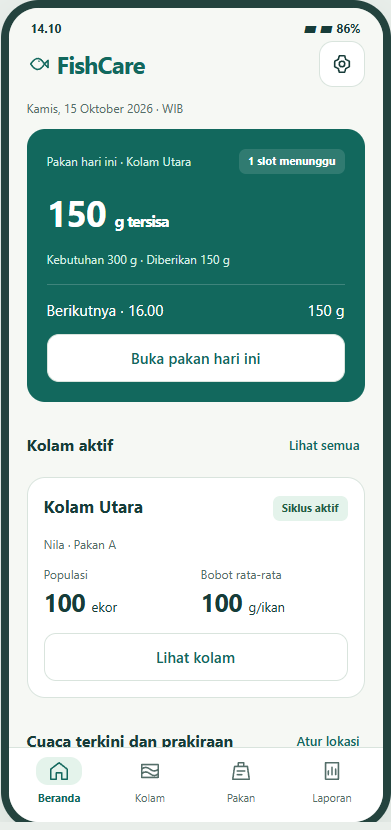 14.10 86%
FishCare
Kamis, 15 Oktober 2026 · WIB
Pakan hari ini · Kolam Utara 1 slot menunggu
150 g tersisa
Kebutuhan 300 g · Diberikan 150 g
Berikutnya · 16.00 150 g
Buka pakan hari ini
Kolam aktif Lihat semua
Kolam Utara Siklus aktif
Nila · Pakan A
Populasi Bobot rata-rata
100 ekor 100 g/ikan
Lihat kolam
Cuaca terkini dan prakiraan Atur lokasi
Beranda Kolam Pakan Laporan